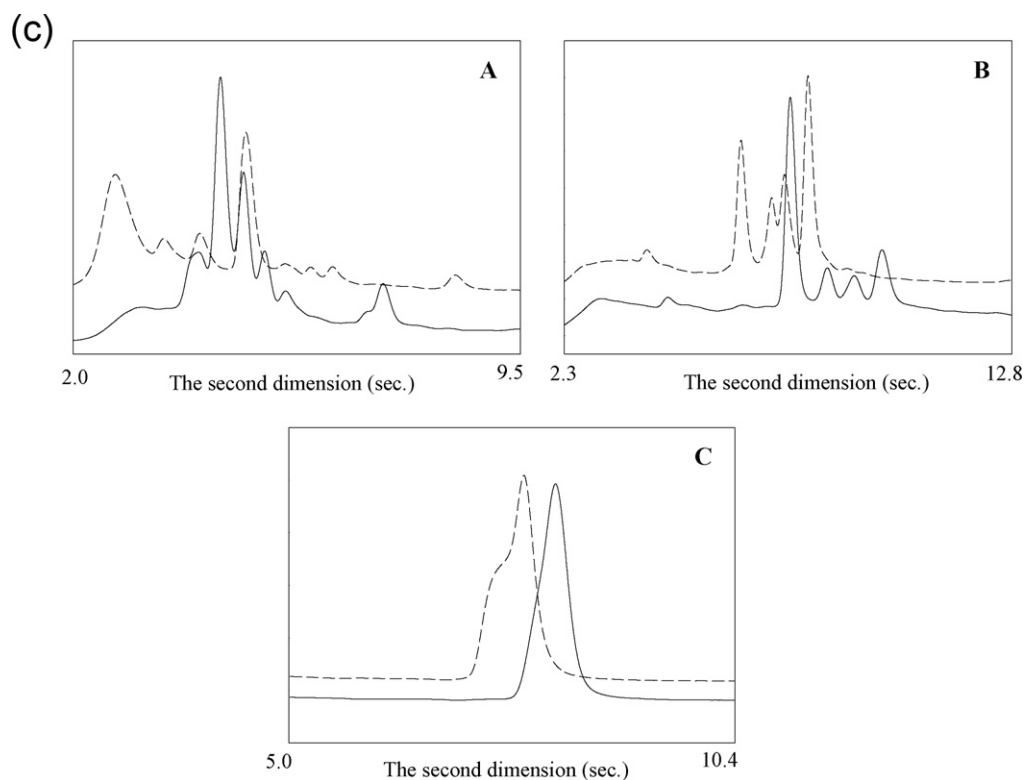 (c)
A
2.0
The second dimension (sec.)
9.5
B
2.3
The second dimension (sec.)
12.8
C
5.0
The second dimension (sec.)
10.4